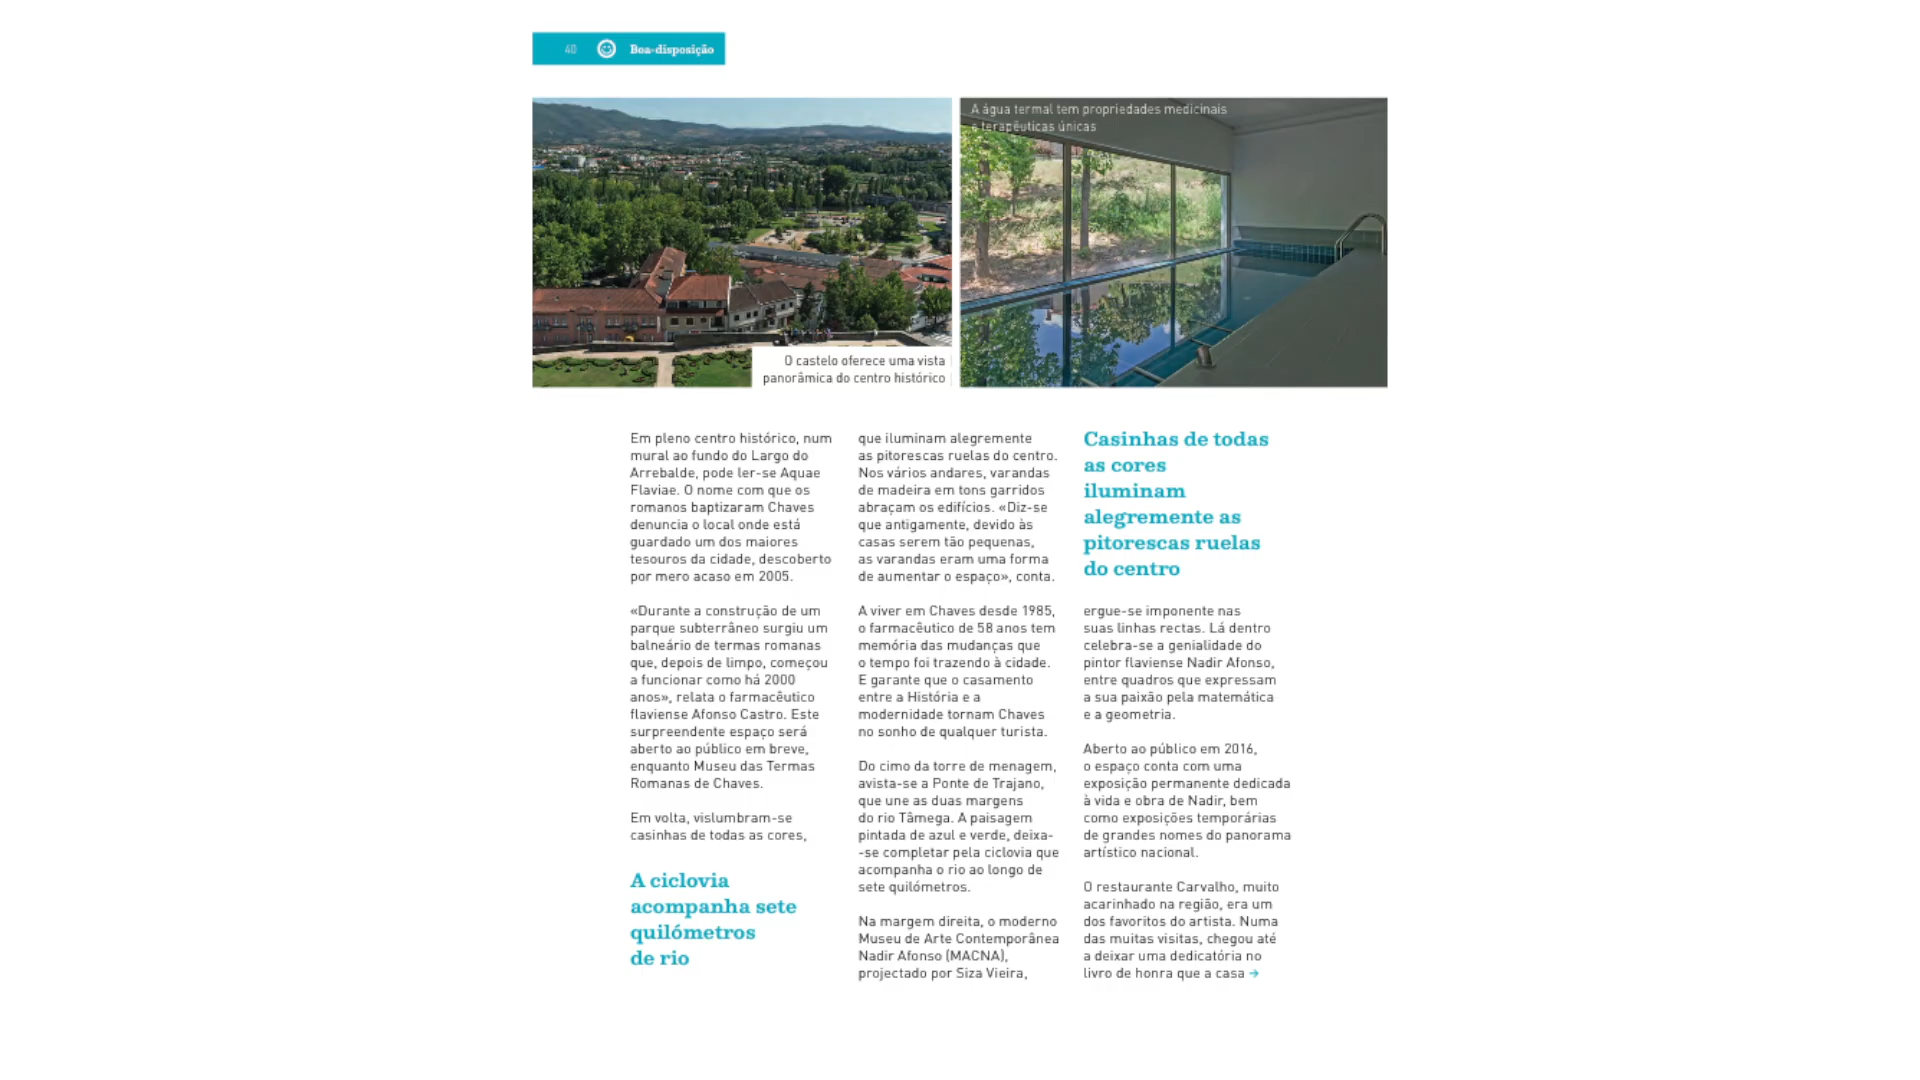 40 Boa-disposição
A água termal tem propriedades medicinais
e terapêuticas únicas
O castelo oferece uma vista
panorâmica do centro histórico
Em pleno centro histórico, num
mural ao fundo do Largo do
Arrebalde, pode ler-se Aquae
Flaviae. O nome com que os
romanos baptizaram Chaves
denuncia o local onde está
guardado um dos maiores
tesouros da cidade, descoberto
por mero acaso em 2005.
«Durante a construção de um
parque subterrâneo surgiu um
balneário de termas romanas
que, depois de limpo, começou
a funcionar como há 2000
anos», relata o farmacêutico
flaviense Afonso Castro. Este
surpreendente espaço será
aberto ao público em breve,
enquanto Museu das Termas
Romanas de Chaves.
Em volta, vislumbram-se
casinhas de todas as cores,
A ciclovia
acompanha sete
quilómetros
de rio
que iluminam alegremente
as pitorescas ruelas do centro.
Nos vários andares, varandas
de madeira em tons garridos
abraçam os edifícios. «Diz-se
que antigamente, devido às
casas serem tão pequenas,
as varandas eram uma forma
de aumentar o espaço», conta.
A viver em Chaves desde 1985,
o farmacêutico de 58 anos tem
memória das mudanças que
o tempo foi trazendo à cidade.
E garante que o casamento
entre a História e a
modernidade tornam Chaves
no sonho de qualquer turista.
Do cimo da torre de menagem,
avista-se a Ponte de Trajano,
que une as duas margens
do rio Tâmega. A paisagem
pintada de azul e verde, deixa-
-se completar pela ciclovia que
acompanha o rio ao longo de
sete quilómetros.
Na margem direita, o moderno
Museu de Arte Contemporânea
Nadir Afonso (MACNA),
projectado por Siza Vieira,
Casinhas de todas
as cores
iluminam
alegremente as
pitorescas ruelas
do centro
ergue-se imponente nas
suas linhas rectas. Lá dentro
celebra-se a genialidade do
pintor flaviense Nadir Afonso,
entre quadros que expressam
a sua paixão pela matemática
e a geometria.
Aberto ao público em 2016,
o espaço conta com uma
exposição permanente dedicada
à vida e obra de Nadir, bem
como exposições temporárias
de grandes nomes do panorama
artístico nacional.
O restaurante Carvalho, muito
acarinhado na região, era um
dos favoritos do artista. Numa
das muitas visitas, chegou até
a deixar uma dedicatória no
livro de honra que a casa →